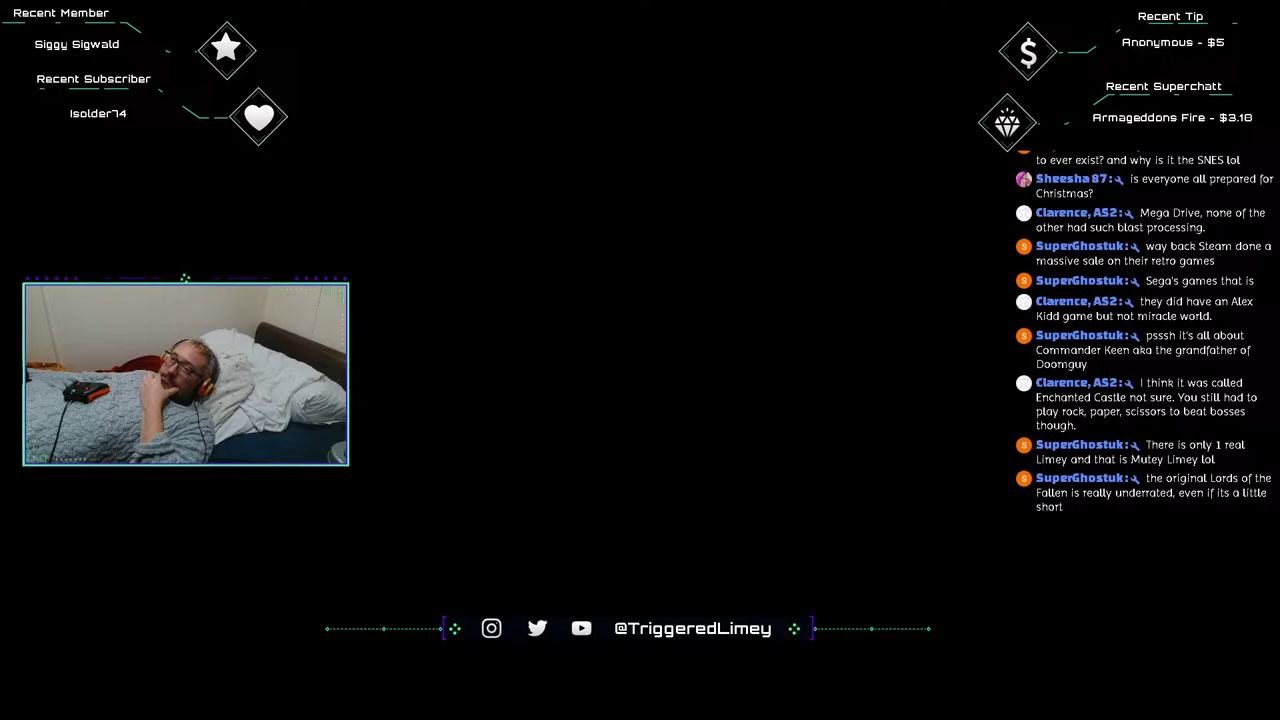 Recent Member
Siggy Sigwald
Recent Subscriber
Isolder74
Recent Tip
Anonymous - $5
Recent Superchatt
Armageddons Fire - $3.18
to ever exist? and why is it the SNES lol
Sheesha 87: is everyone all prepared for
Christmas?
Clarence, AS2: Mega Drive, none of the
other had such blast processing.
S SuperGhostuk: way back Steam done a
massive sale on their retro games
S SuperGhostuk: Sega's games that is
Clarence, AS2: they did have an Alex
Kidd game but not miracle world.
S SuperGhostuk: psssh it's all about
Commander Keen aka the grandfather of
Doomguy
Clarence, AS2: I think it was called
Enchanted Castle not sure. You still had to
play rock, paper, scissors to beat bosses
though.
S SuperGhostuk: There is only 1 real
Limey and that is Mutey Limey lol
S SuperGhostuk: the original Lords of the
Fallen is really underrated, even if its a little
short
@TriggeredLimey